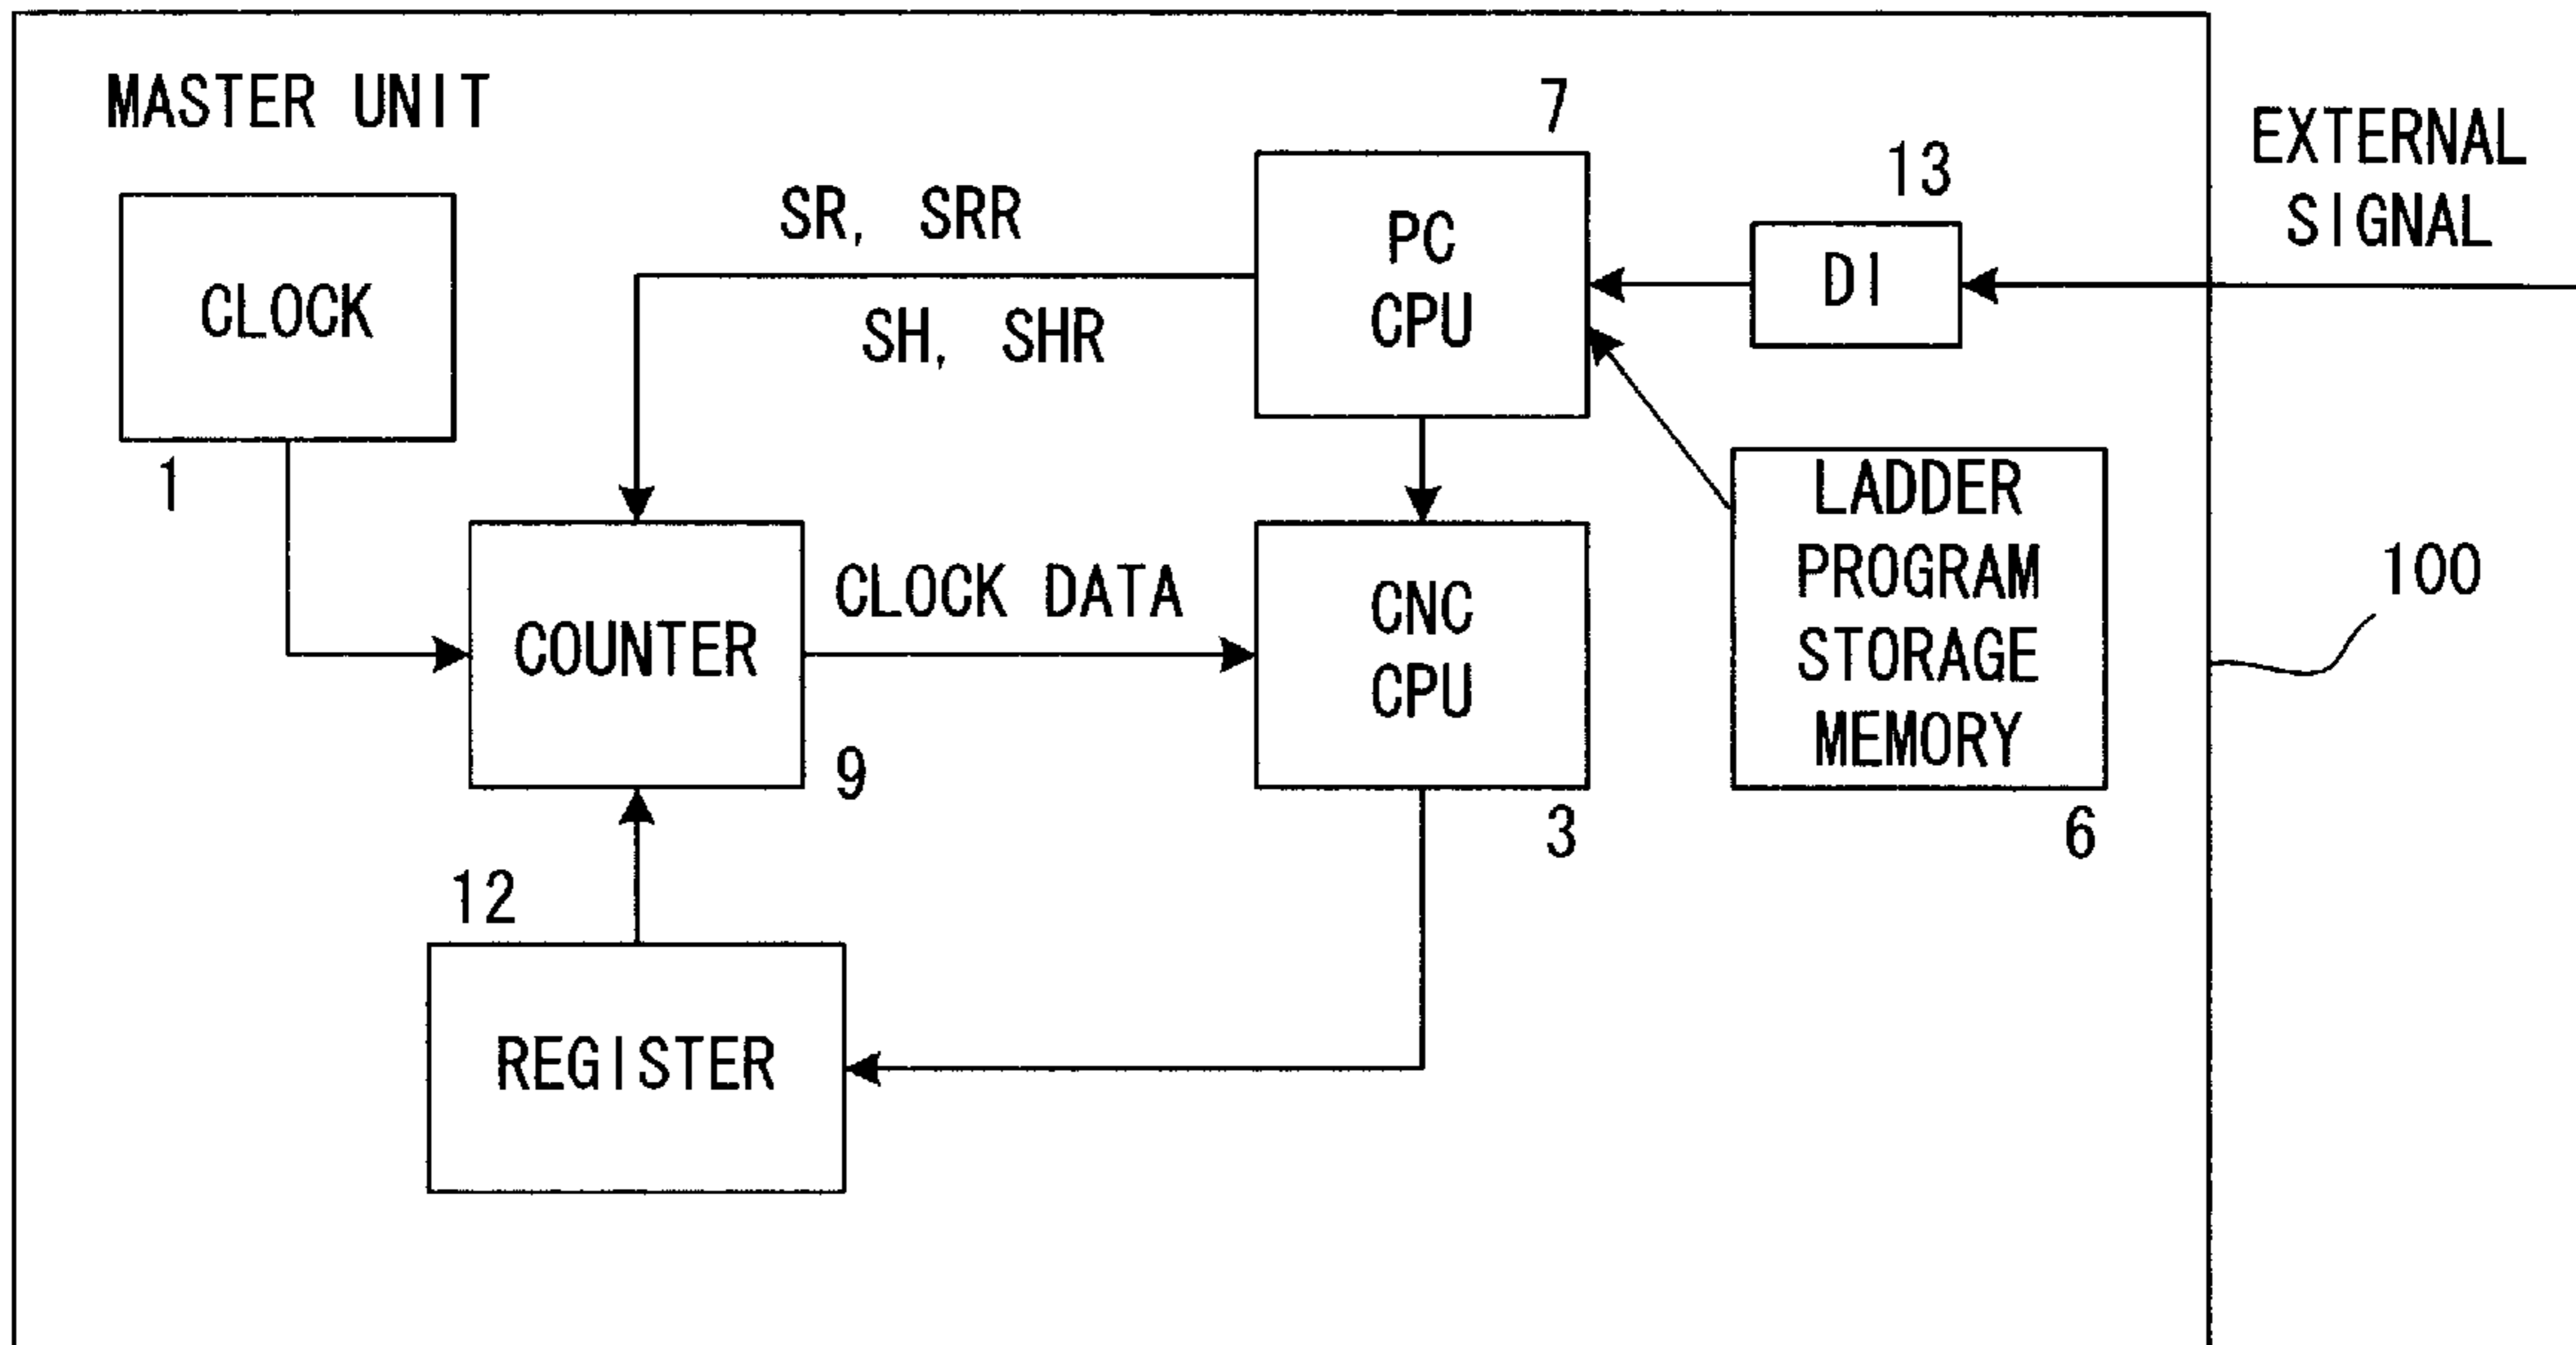 MASTER UNIT
CLOCK
1
SR, SRR
SH, SHR
7
PC
CPU
13
DI
EXTERNAL
SIGNAL
COUNTER
9
CLOCK DATA
CNC
CPU
3
LADDER
PROGRAM
STORAGE
MEMORY
6
100
12
REGISTER